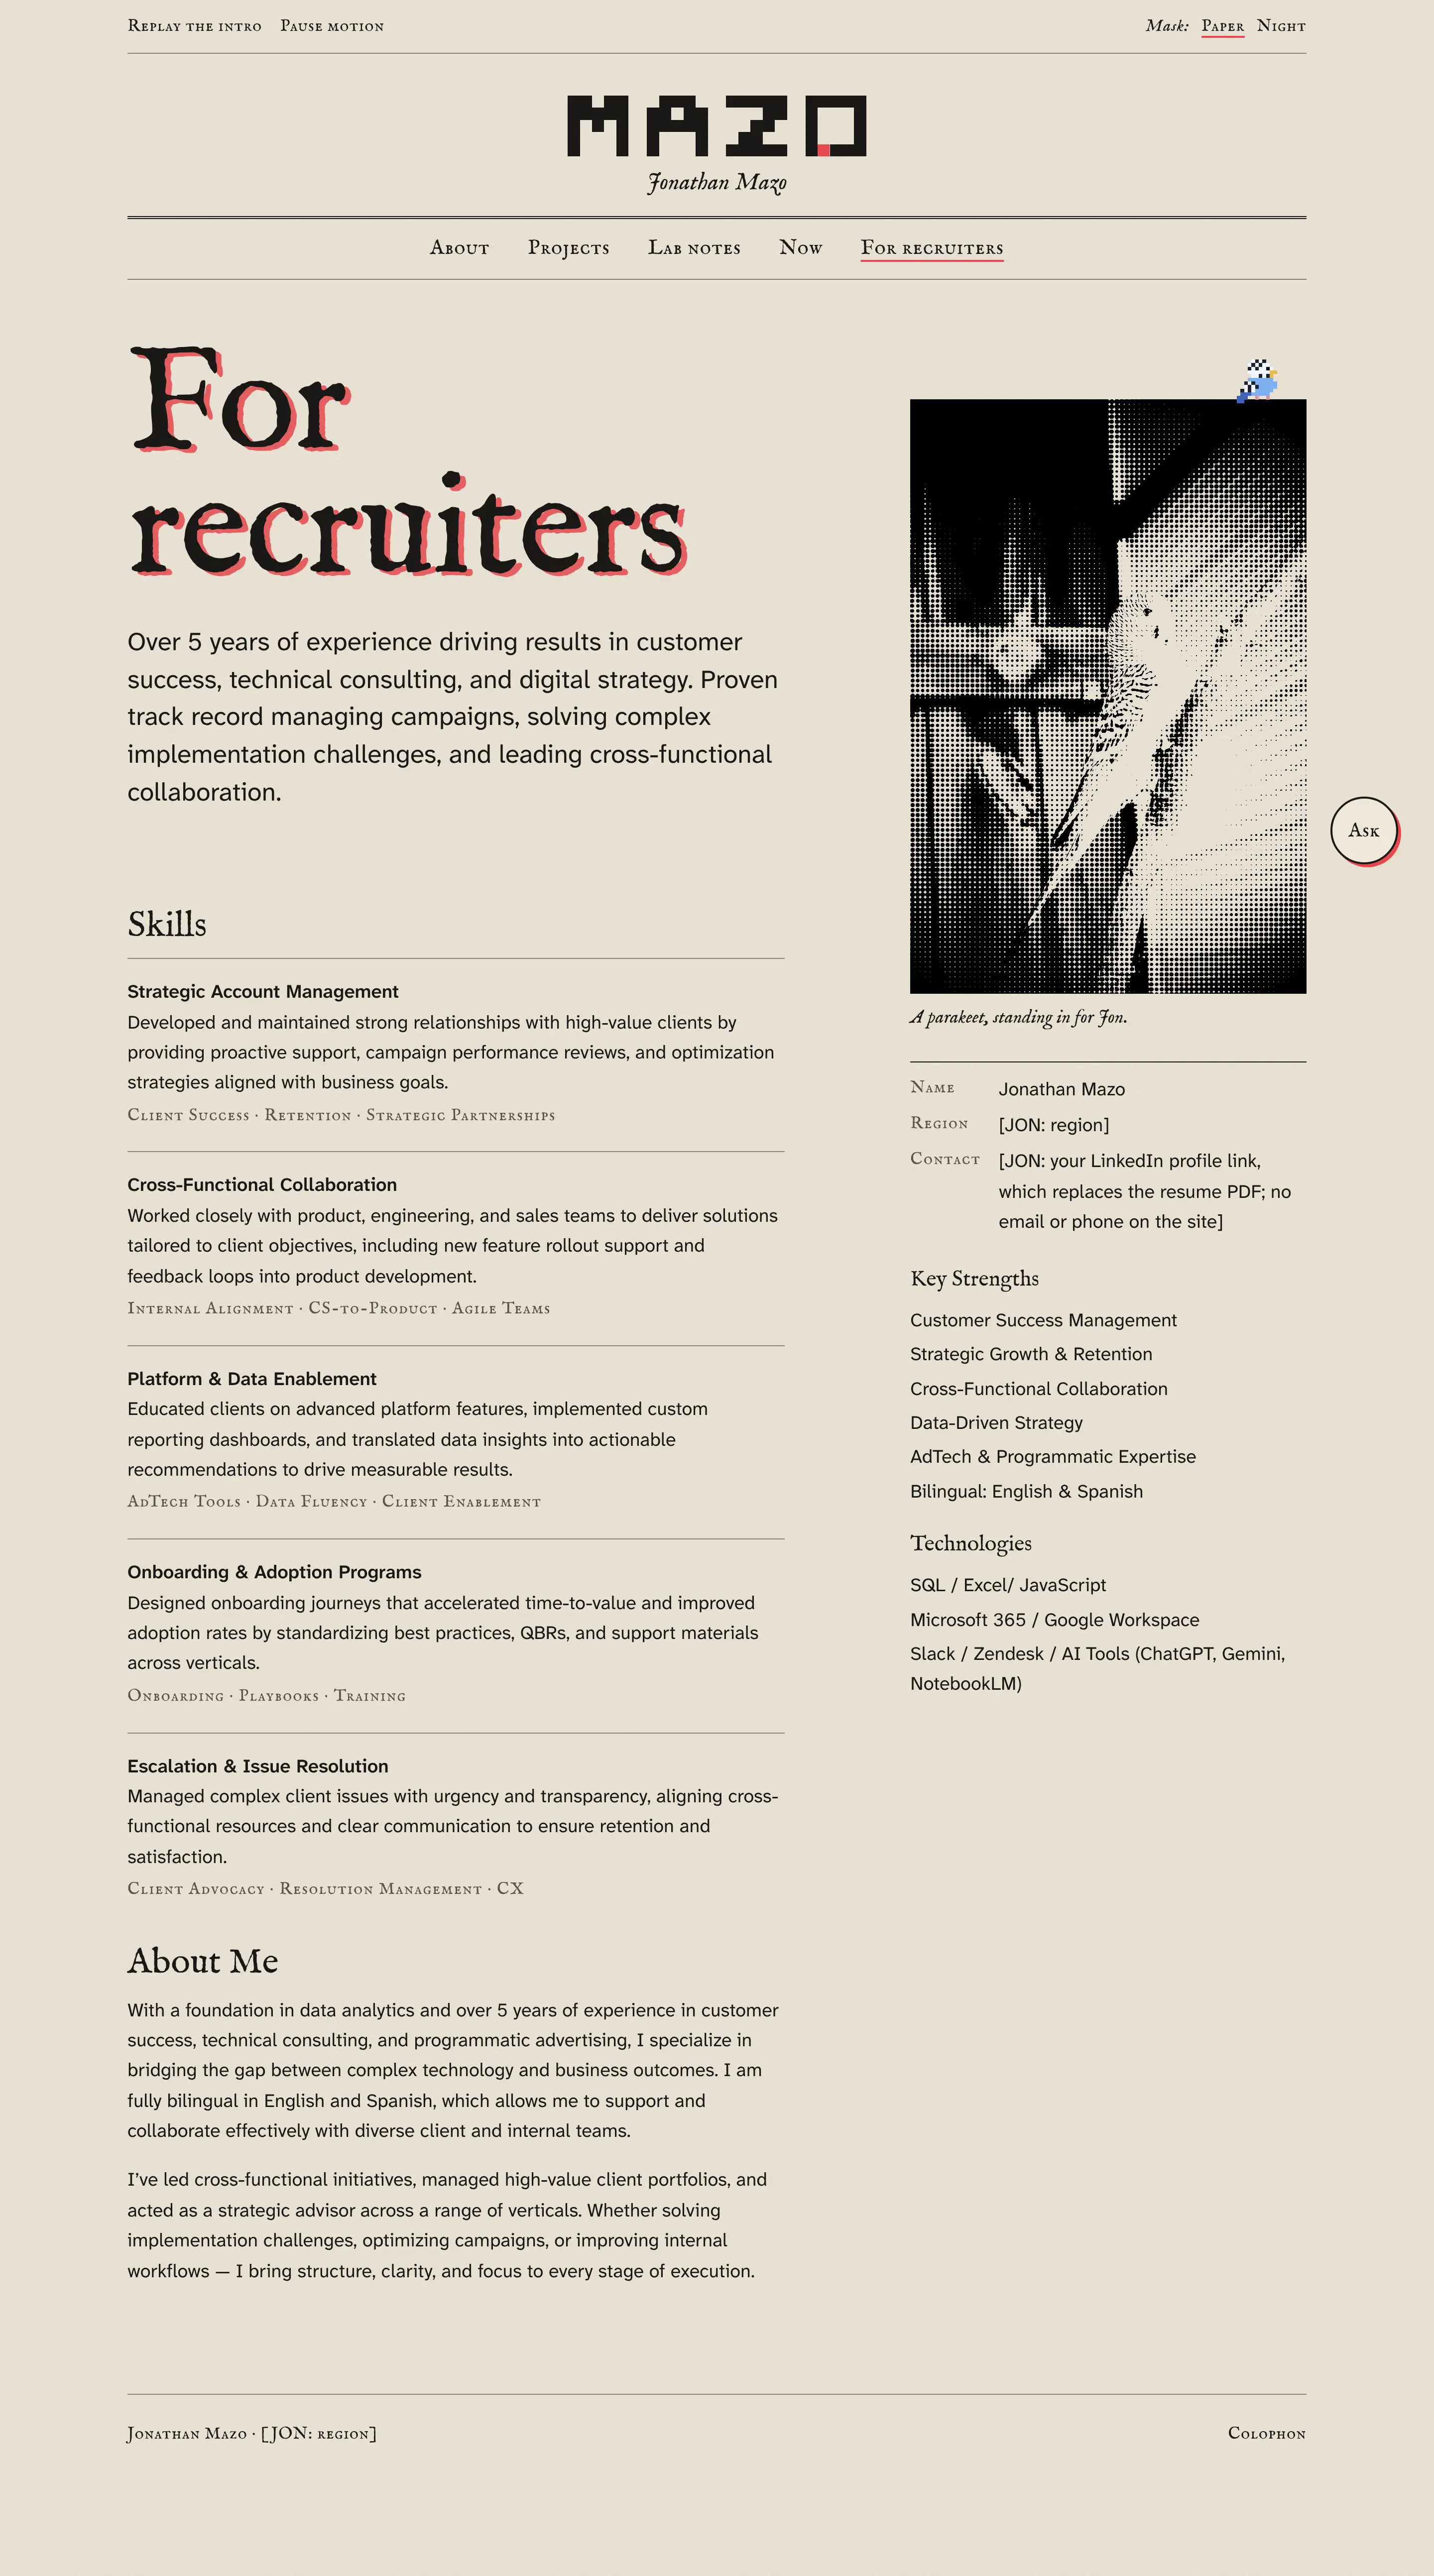 Replay the intro Pause motion
Mask: Paper Night
MAZO
Jonathan Mazo
About Projects Lab notes Now For recruiters
For
recruiters
Over 5 years of experience driving results in customer
success, technical consulting, and digital strategy. Proven
track record managing campaigns, solving complex
implementation challenges, and leading cross-functional
collaboration.
Skills
Strategic Account Management
Developed and maintained strong relationships with high-value clients by
providing proactive support, campaign performance reviews, and optimization
strategies aligned with business goals.
Client Success · Retention · Strategic Partnerships
Cross-Functional Collaboration
Worked closely with product, engineering, and sales teams to deliver solutions
tailored to client objectives, including new feature rollout support and
feedback loops into product development.
Internal Alignment · CS-to-Product · Agile Teams
Platform & Data Enablement
Educated clients on advanced platform features, implemented custom
reporting dashboards, and translated data insights into actionable
recommendations to drive measurable results.
AdTech Tools · Data Fluency · Client Enablement
Onboarding & Adoption Programs
Designed onboarding journeys that accelerated time-to-value and improved
adoption rates by standardizing best practices, QBRs, and support materials
across verticals.
Onboarding · Playbooks · Training
Escalation & Issue Resolution
Managed complex client issues with urgency and transparency, aligning cross-
functional resources and clear communication to ensure retention and
satisfaction.
Client Advocacy · Resolution Management · CX
About Me
With a foundation in data analytics and over 5 years of experience in customer
success, technical consulting, and programmatic advertising, I specialize in
bridging the gap between complex technology and business outcomes. I am
fully bilingual in English and Spanish, which allows me to support and
collaborate effectively with diverse client and internal teams.
I’ve led cross-functional initiatives, managed high-value client portfolios, and
acted as a strategic advisor across a range of verticals. Whether solving
implementation challenges, optimizing campaigns, or improving internal
workflows — I bring structure, clarity, and focus to every stage of execution.
A parakeet, standing in for Jon.
Name Jonathan Mazo
Region [JON: region]
Contact [JON: your LinkedIn profile link,
which replaces the resume PDF; no
email or phone on the site]
Key Strengths
Customer Success Management
Strategic Growth & Retention
Cross-Functional Collaboration
Data-Driven Strategy
AdTech & Programmatic Expertise
Bilingual: English & Spanish
Technologies
SQL / Excel/ JavaScript
Microsoft 365 / Google Workspace
Slack / Zendesk / AI Tools (ChatGPT, Gemini,
NotebookLM)
Ask
Jonathan Mazo · [JON: region]
Colophon